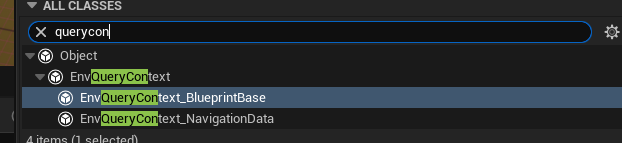 ALL CLASSES
querycon
Object
EnvQueryContext
EnvQueryContext_BlueprintBase
EnvQueryContext_NavigationData
4 items (1 selected)